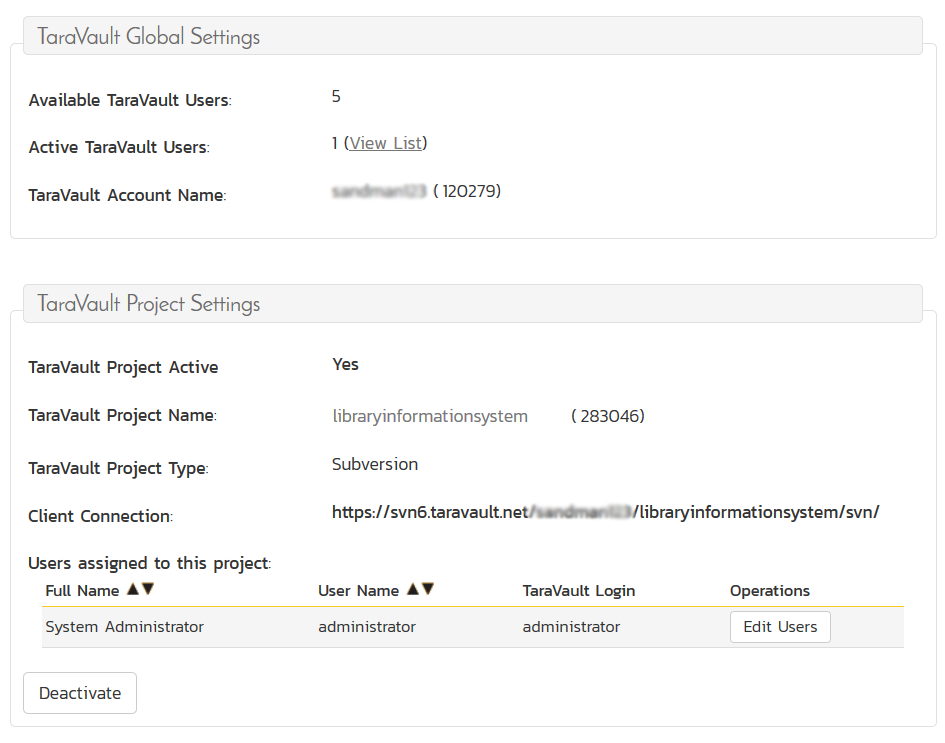 TaraVault Global Settings
Available TaraVault Users: 5
Active TaraVault Users: 1 (View List)
TaraVault Account Name: (120279)
TaraVault Project Settings
TaraVault Project Active Yes
TaraVault Project Name: libraryinformationsystem (283046)
TaraVault Project Type: Subversion
Client Connection: https://svn6.taravault.net/ /libraryinformationsystem/svn/
Users assigned to this project:
Full Name ▲▼ User Name ▲▼ TaraVault Login Operations
System Administrator administrator administrator Edit Users
Deactivate